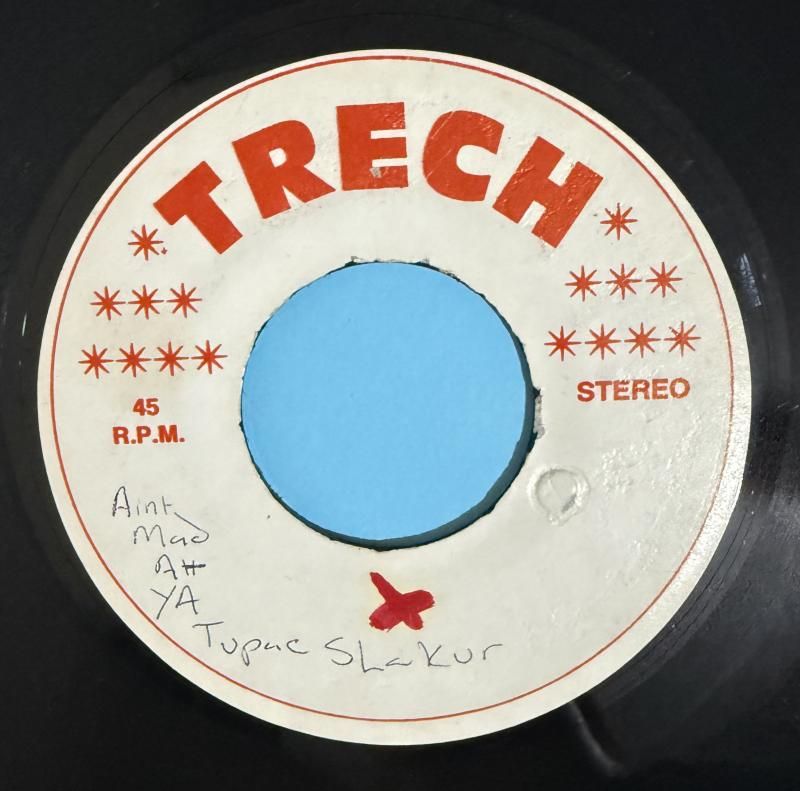 TRECH
45
R.P.M.
STEREO
Aint
Mad
At
YA
Tupac Shakur